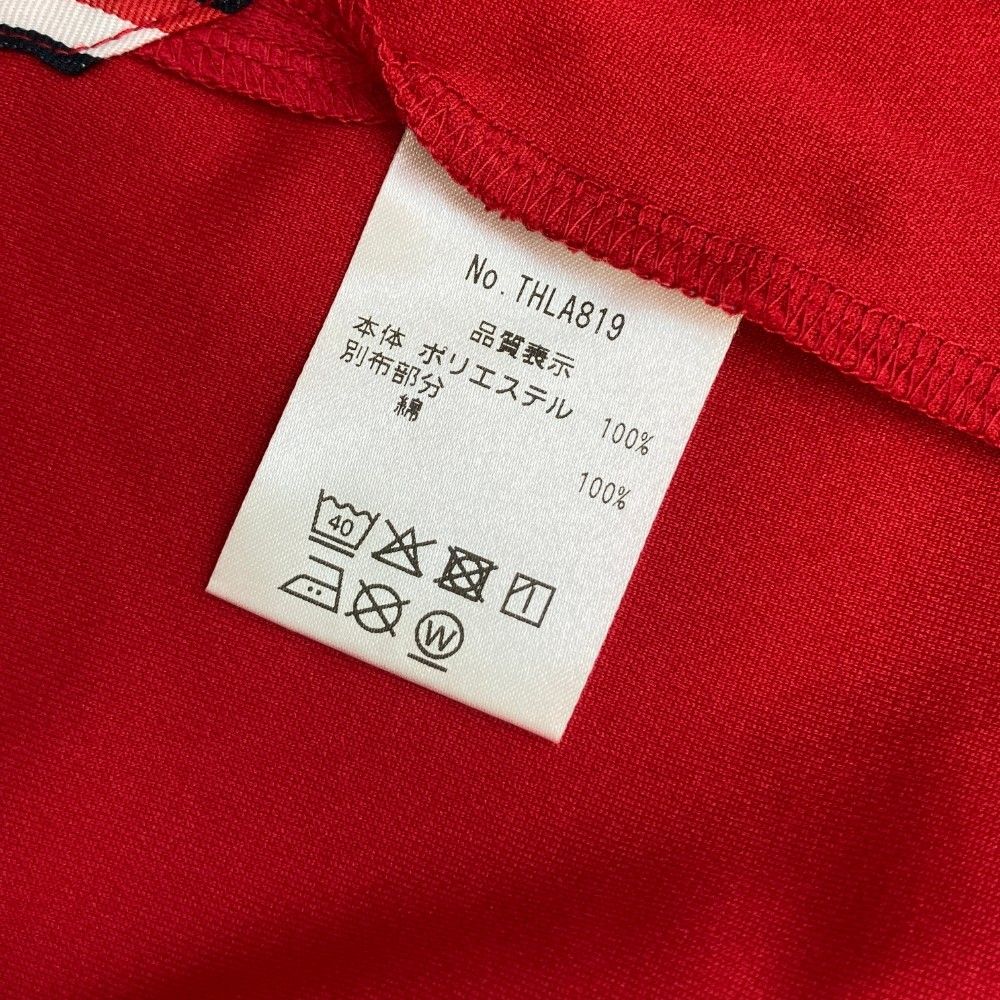 No.THLA819
品質表示
本体 ポリエステル 100%
別布部分
綿 100%
40
W